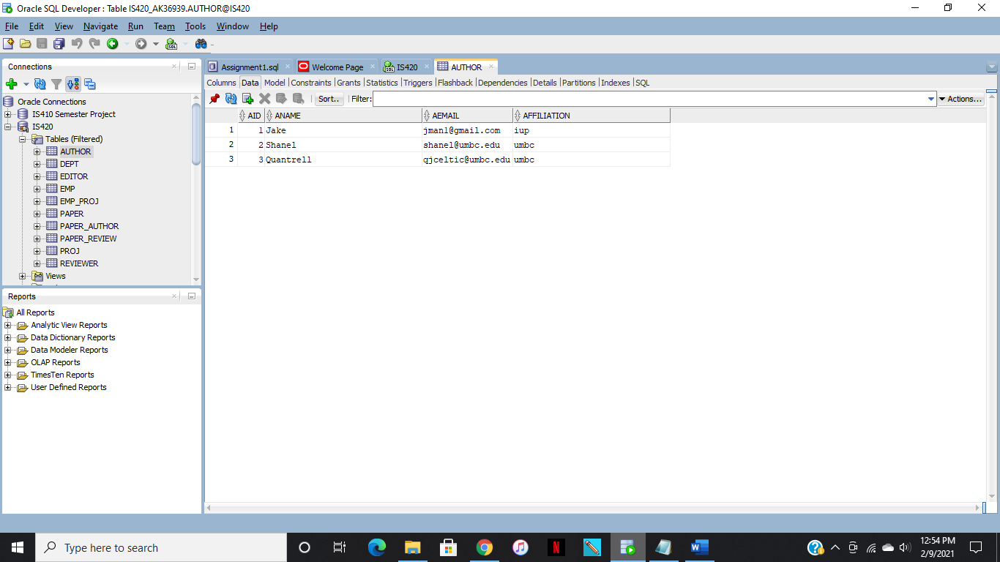 Oracle SQL Developer : Table IS420_AK36939.AUTHOR@IS420
File Edit View Navigate Run Team Tools Window Help
Connections
Oracle Connections
IS410 Semester Project
IS420
Tables (Filtered)
AUTHOR
DEPT
EDITOR
EMP
EMP_PROJ
PAPER
PAPER_AUTHOR
PAPER_REVIEW
PROJ
REVIEWER
Views
Reports
All Reports
Analytic View Reports
Data Dictionary Reports
Data Modeler Reports
OLAP Reports
TimesTen Reports
User Defined Reports
Assignment1.sql Welcome Page IS420 AUTHOR
Columns Data Model Constraints Grants Statistics Triggers Flashback Dependencies Details Partitions Indexes SQL
Sort.. Filter: Actions...
AID ANAME AEMAIL AFFILIATION
1 1 Jake jman1@gmail.com iup
2 2 Shanel shanel@umbc.edu umbc
3 3 Quantrell qjceltic@umbc.edu umbc
Type here to search
12:54 PM
2/9/2021